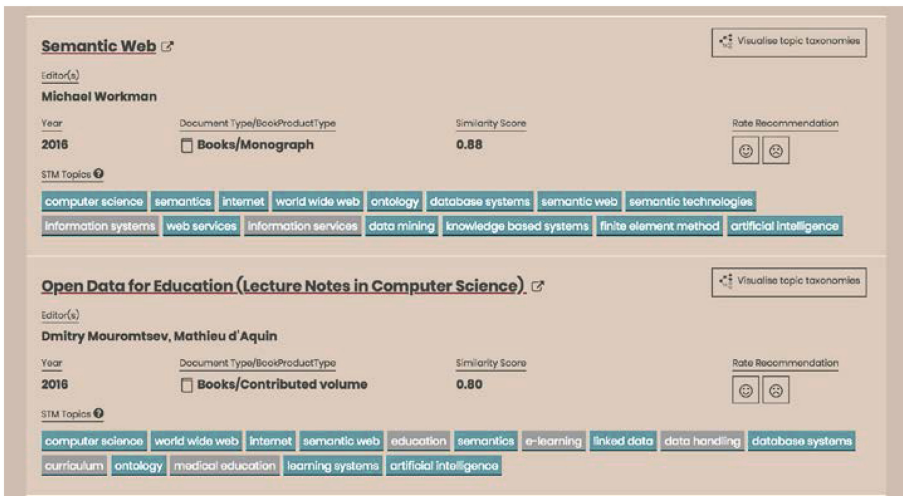 Semantic Web
Visualise topic taxonomies
Editor(s)
Michael Workman
Year Document Type/BookProductType Similarity Score Rate Recommendation
2016 Books/Monograph 0.88
STM Topics ?
computer science semantics internet world wide web ontology database systems semantic web semantic technologies
information systems web services information services data mining knowledge based systems finite element method artificial intelligence
Open Data for Education (Lecture Notes in Computer Science)
Visualise topic taxonomies
Editor(s)
Dmitry Mouromtsev, Mathieu d'Aquin
Year Document Type/BookProductType Similarity Score Rate Recommendation
2016 Books/Contributed volume 0.80
STM Topics ?
computer science world wide web internet semantic web education semantics e-learning linked data data handling database systems
curriculum ontology medical education learning systems artificial intelligence